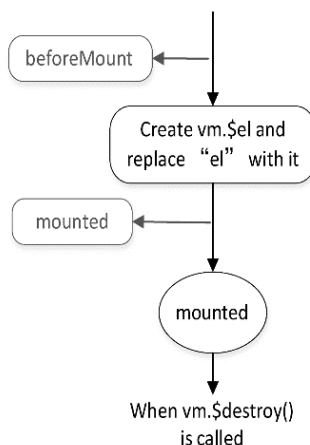 beforeMount
Create vm.$el and
replace “el” with it
mounted
mounted
When vm.$destroy()
is called